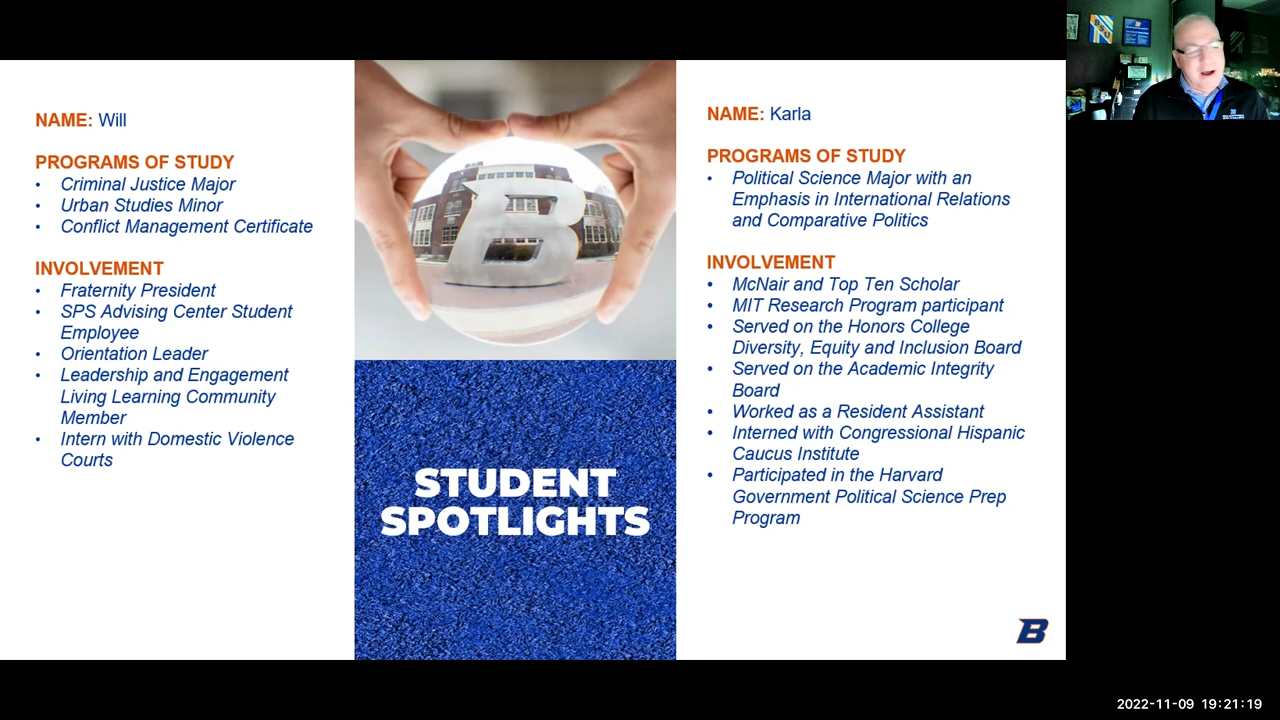 NAME: Will
PROGRAMS OF STUDY
• Criminal Justice Major
• Urban Studies Minor
• Conflict Management Certificate
INVOLVEMENT
• Fraternity President
• SPS Advising Center Student
Employee
• Orientation Leader
• Leadership and Engagement
Living Learning Community
Member
• Intern with Domestic Violence
Courts
B
STUDENT
SPOTLIGHTS
NAME: Karla
PROGRAMS OF STUDY
• Political Science Major with an
Emphasis in International Relations
and Comparative Politics
INVOLVEMENT
• McNair and Top Ten Scholar
• MIT Research Program participant
• Served on the Honors College
Diversity, Equity and Inclusion Board
• Served on the Academic Integrity
Board
• Worked as a Resident Assistant
• Interned with Congressional Hispanic
Caucus Institute
• Participated in the Harvard
Government Political Science Prep
Program
B
2022-11-09 19:21:19